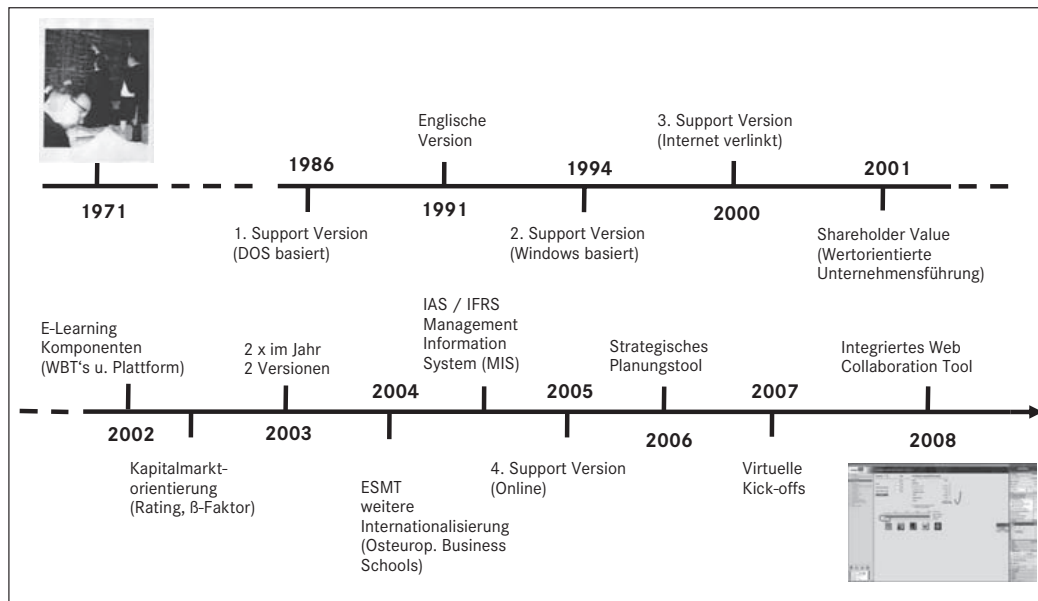 Englische
Version
3. Support Version
(Internet verlinkt)
1986
1994
2001
1971
1991
2000
1. Support Version
(DOS basiert)
2. Support Version
(Windows basiert)
Shareholder Value
(Wertorientierte
Unternehmensführung)
E-Learning
Komponenten
(WBT‘s u. Plattform)
2 x im Jahr
2 Versionen
IAS / IFRS
Management
Information
System (MIS)
Strategisches
Planungstool
Integriertes Web
Collaboration Tool
2004
2005
2007
2002
2003
2006
2008
Kapitalmarkt-
orientierung
(Rating, ß-Faktor)
ESMT
weitere
Internationalisierung
(Osteurop. Business
Schools)
4. Support Version
(Online)
Virtuelle
Kick-offs